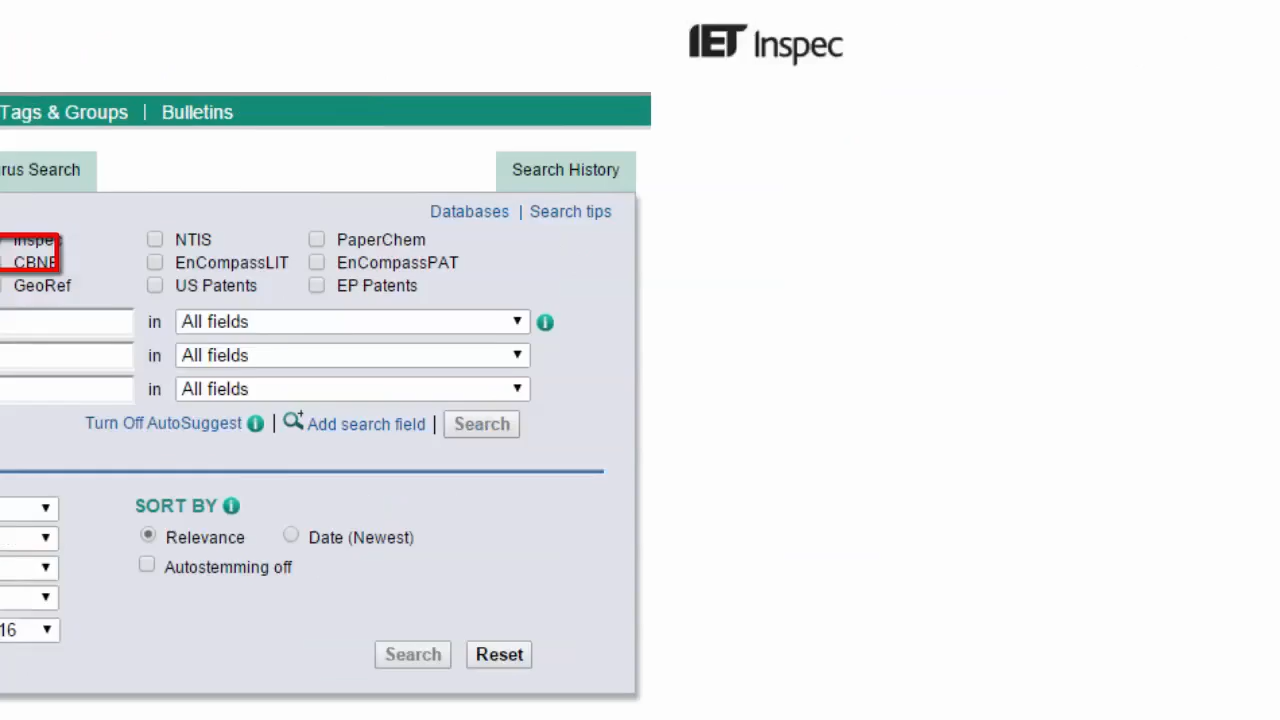 IET Inspec
Tags & Groups | Bulletins
rus Search
Search History
Databases | Search tips
Inspec
NTIS
PaperChem
CBNB
EnCompassLIT
EnCompassPAT
GeoRef
US Patents
EP Patents
in All fields
in All fields
in All fields
Turn Off AutoSuggest | Add search field | Search
SORT BY
Relevance
Date (Newest)
Autostemming off
16
Search
Reset